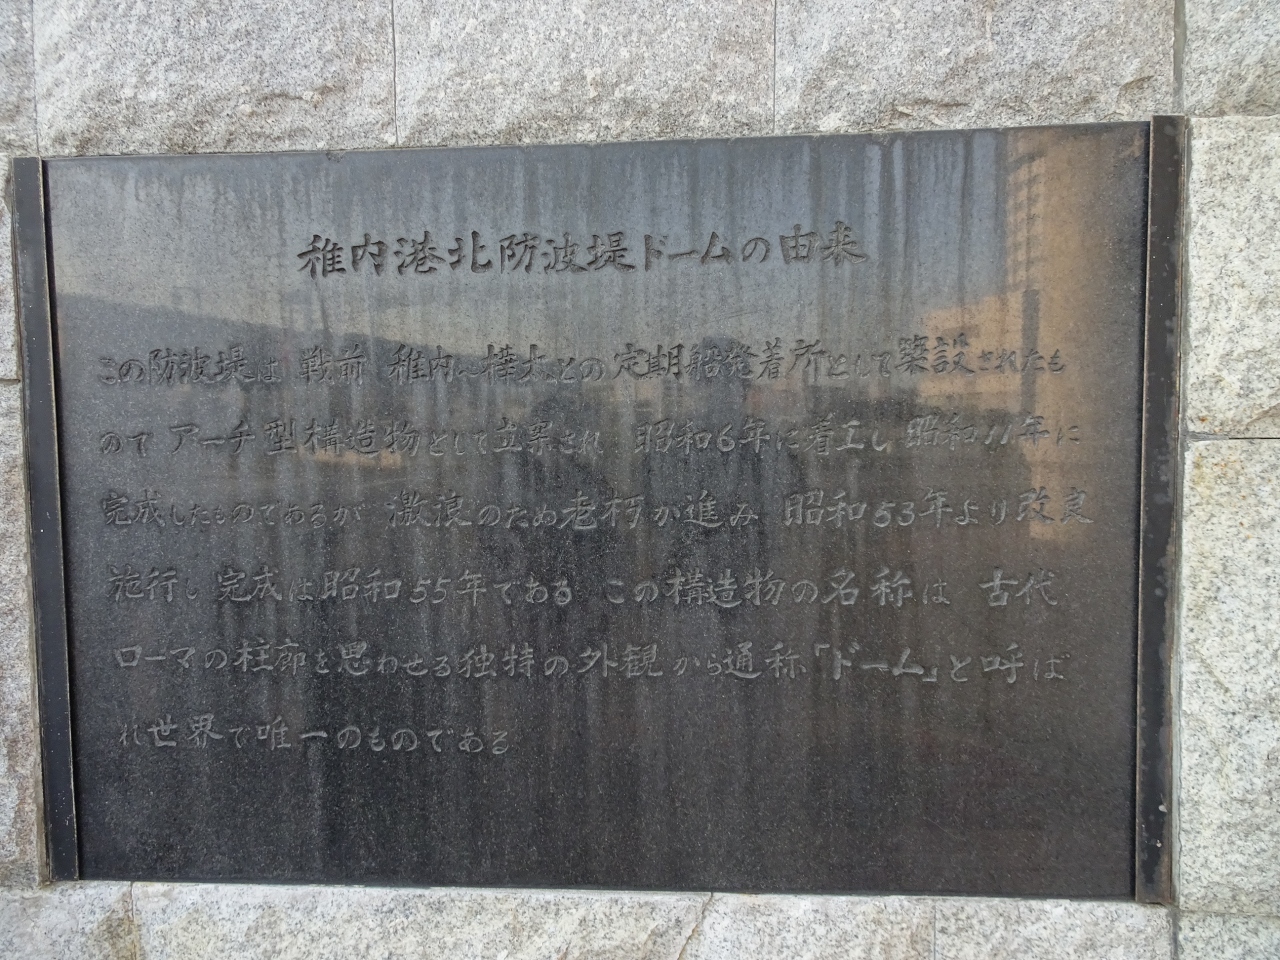 稚内港北防波堤ドームの由来
この防波堤は 戦前 稚内と樺太との定期船発着所として築設されたも
ので アーチ型構造物として立案され 昭和6年に着工し 昭和11年に
完成したものであるが 激浪のため老朽が進み 昭和53年より改良
施行し 完成は昭和55年である この構造物の名称は 古代
ローマの柱廊を思わせる独特の外観から通称「ドーム」と呼ば
れ世界で唯一のものである